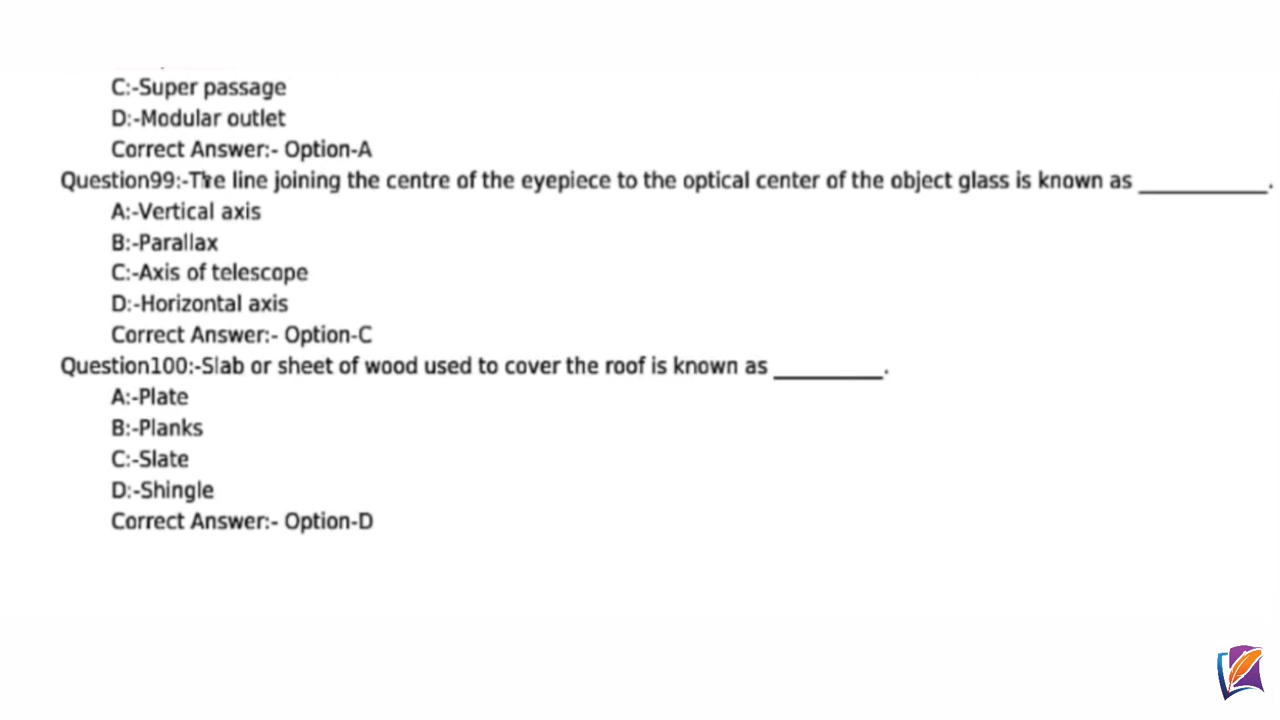 C:-Super passage
D:-Modular outlet
Correct Answer:- Option-A
Question99:-The line joining the centre of the eyepiece to the optical center of the object glass is known as ___________.
A:-Vertical axis
B:-Parallax
C:-Axis of telescope
D:-Horizontal axis
Correct Answer:- Option-C
Question100:-Slab or sheet of wood used to cover the roof is known as _________.
A:-Plate
B:-Planks
C:-Slate
D:-Shingle
Correct Answer:- Option-D